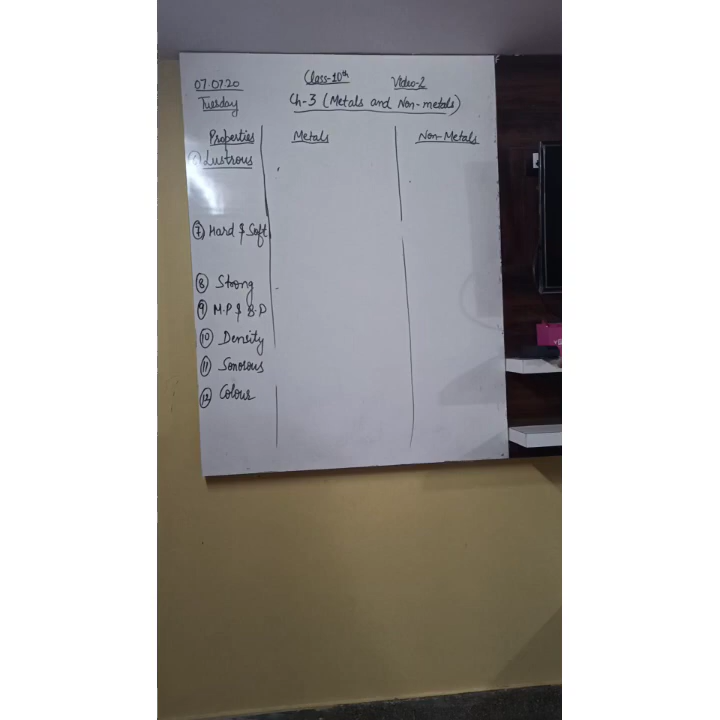 07.07.20 Class-10th Video-2
Tuesday Ch-3 (Metals and Non-metals)
Properties Metals Non-Metals
6 Lustrous
7 Hard & Soft
8 Strong
9 M.P & B.P
10 Density
11 Sonorous
12 Colour